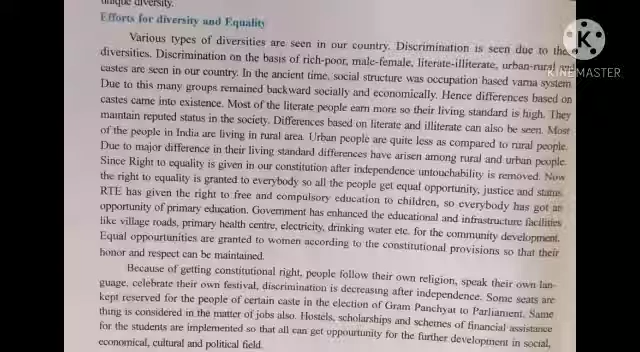 unique diversity.
Efforts for diversity and Equality
Various types of diversities are seen in our country. Discrimination is seen due to the
diversities. Discrimination on the basis of rich-poor, male-female, literate-illiterate, urban-rural and
castes are seen in our country. In the ancient time, social structure was occupation based varna system.
Due to this many groups remained backward socially and economically. Hence differences based on
castes came into existence. Most of the literate people earn more so their living standard is high. They
maintain reputed status in the society. Differences based on literate and illiterate can also be seen. Most
of the people in India are living in rural area. Urban people are quite less as compared to rural people.
Due to major difference in their living standard differences have arisen among rural and urban people.
Since Right to equality is given in our constitution after independence untouchability is removed. Now
the right to equality is granted to everybody so all the people get equal opportunity, justice and status.
RTE has given the right to free and compulsory education to children, so everybody has got an
opportunity of primary education. Government has enhanced the educational and infrastructure facilities
like village roads, primary health centre, electricity, drinking water etc. for the community development.
Equal oppourtunities are granted to women according to the constitutional provisions so that their
honor and respect can be maintained.
Because of getting constitutional right, people follow their own religion, speak their own lan-
guage, celebrate their own festival, discrimination is decreasing after independence. Some seats are
kept reserved for the people of certain caste in the election of Gram Panchyat to Parliament. Same
thing is considered in the matter of jobs also. Hostels, scholarships and schemes of financial assistance
for the students are implemented so that all can get oppourtunity for the further development in social,
economical, cultural and political field.
KINEMASTER